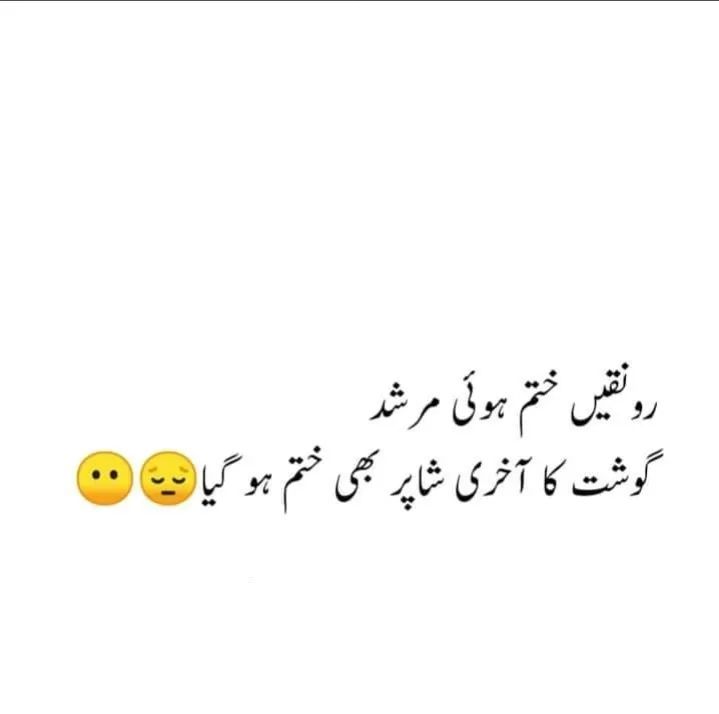 رونقیں ختم ہوئی مرشد
گوشت کا آخری شاپر بھی ختم ہو گیا😔😶